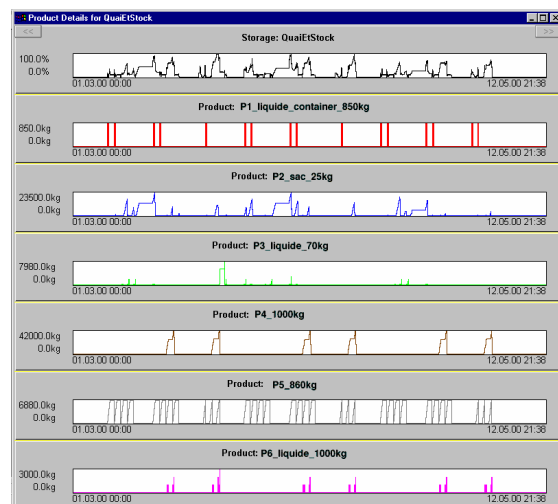 Product Details for QuaiEtStock
<< >>
Storage: QuaiEtStock
100.0%
0.0%
01.03.00 00:00 12.05.00 21:38
Product: P1_liquide_container_850kg
850.0kg
0.0kg
01.03.00 00:00 12.05.00 21:38
Product: P2_sac_25kg
23500.0kg
0.0kg
01.03.00 00:00 12.05.00 21:38
Product: P3_liquide_70kg
7980.0kg
0.0kg
01.03.00 00:00 12.05.00 21:38
Product: P4_1000kg
42000.0kg
0.0kg
01.03.00 00:00 12.05.00 21:38
Product: P5_860kg
6880.0kg
0.0kg
01.03.00 00:00 12.05.00 21:38
Product: P6_liquide_1000kg
3000.0kg
0.0kg
01.03.00 00:00 12.05.00 21:38